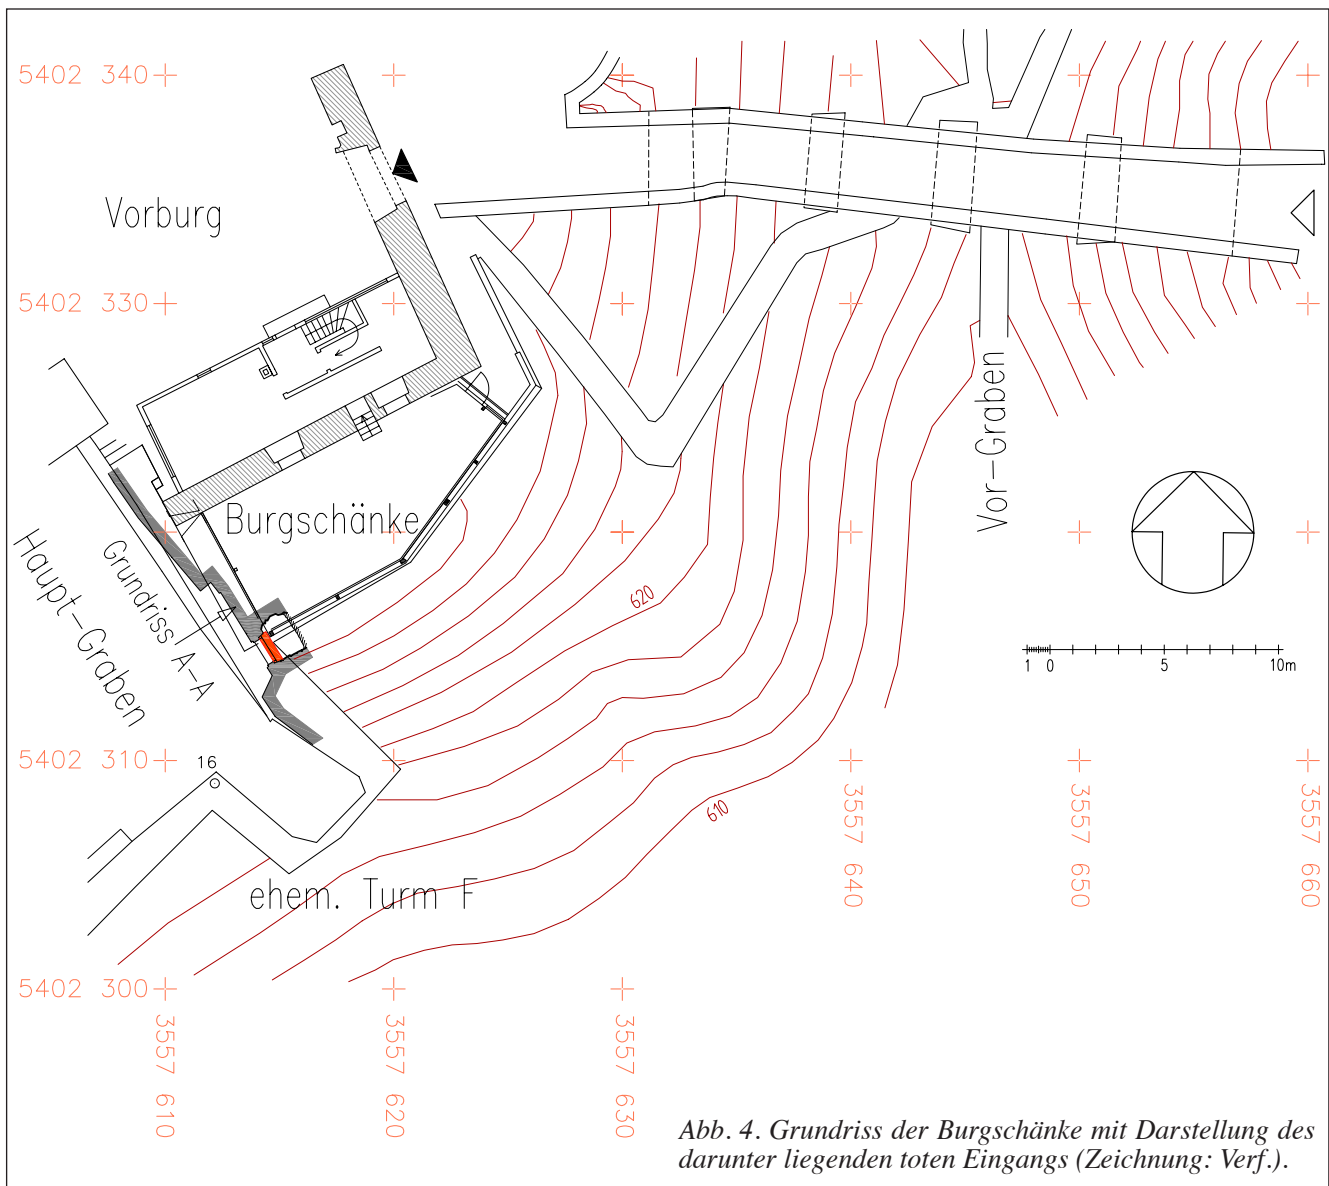 5402 340
Vorburg
5402 330
Vor-Graben
Burgschänke
Grundriss A-A
Haupt-Graben
620
1 0 5 10m
5402 310
16
610
3557 640
3557 650
3557 660
ehem. Turm F
5402 300
3557 610
3557 620
3557 630
Abb. 4. Grundriss der Burgschänke mit Darstellung des
darunter liegenden toten Eingangs (Zeichnung: Verf.).